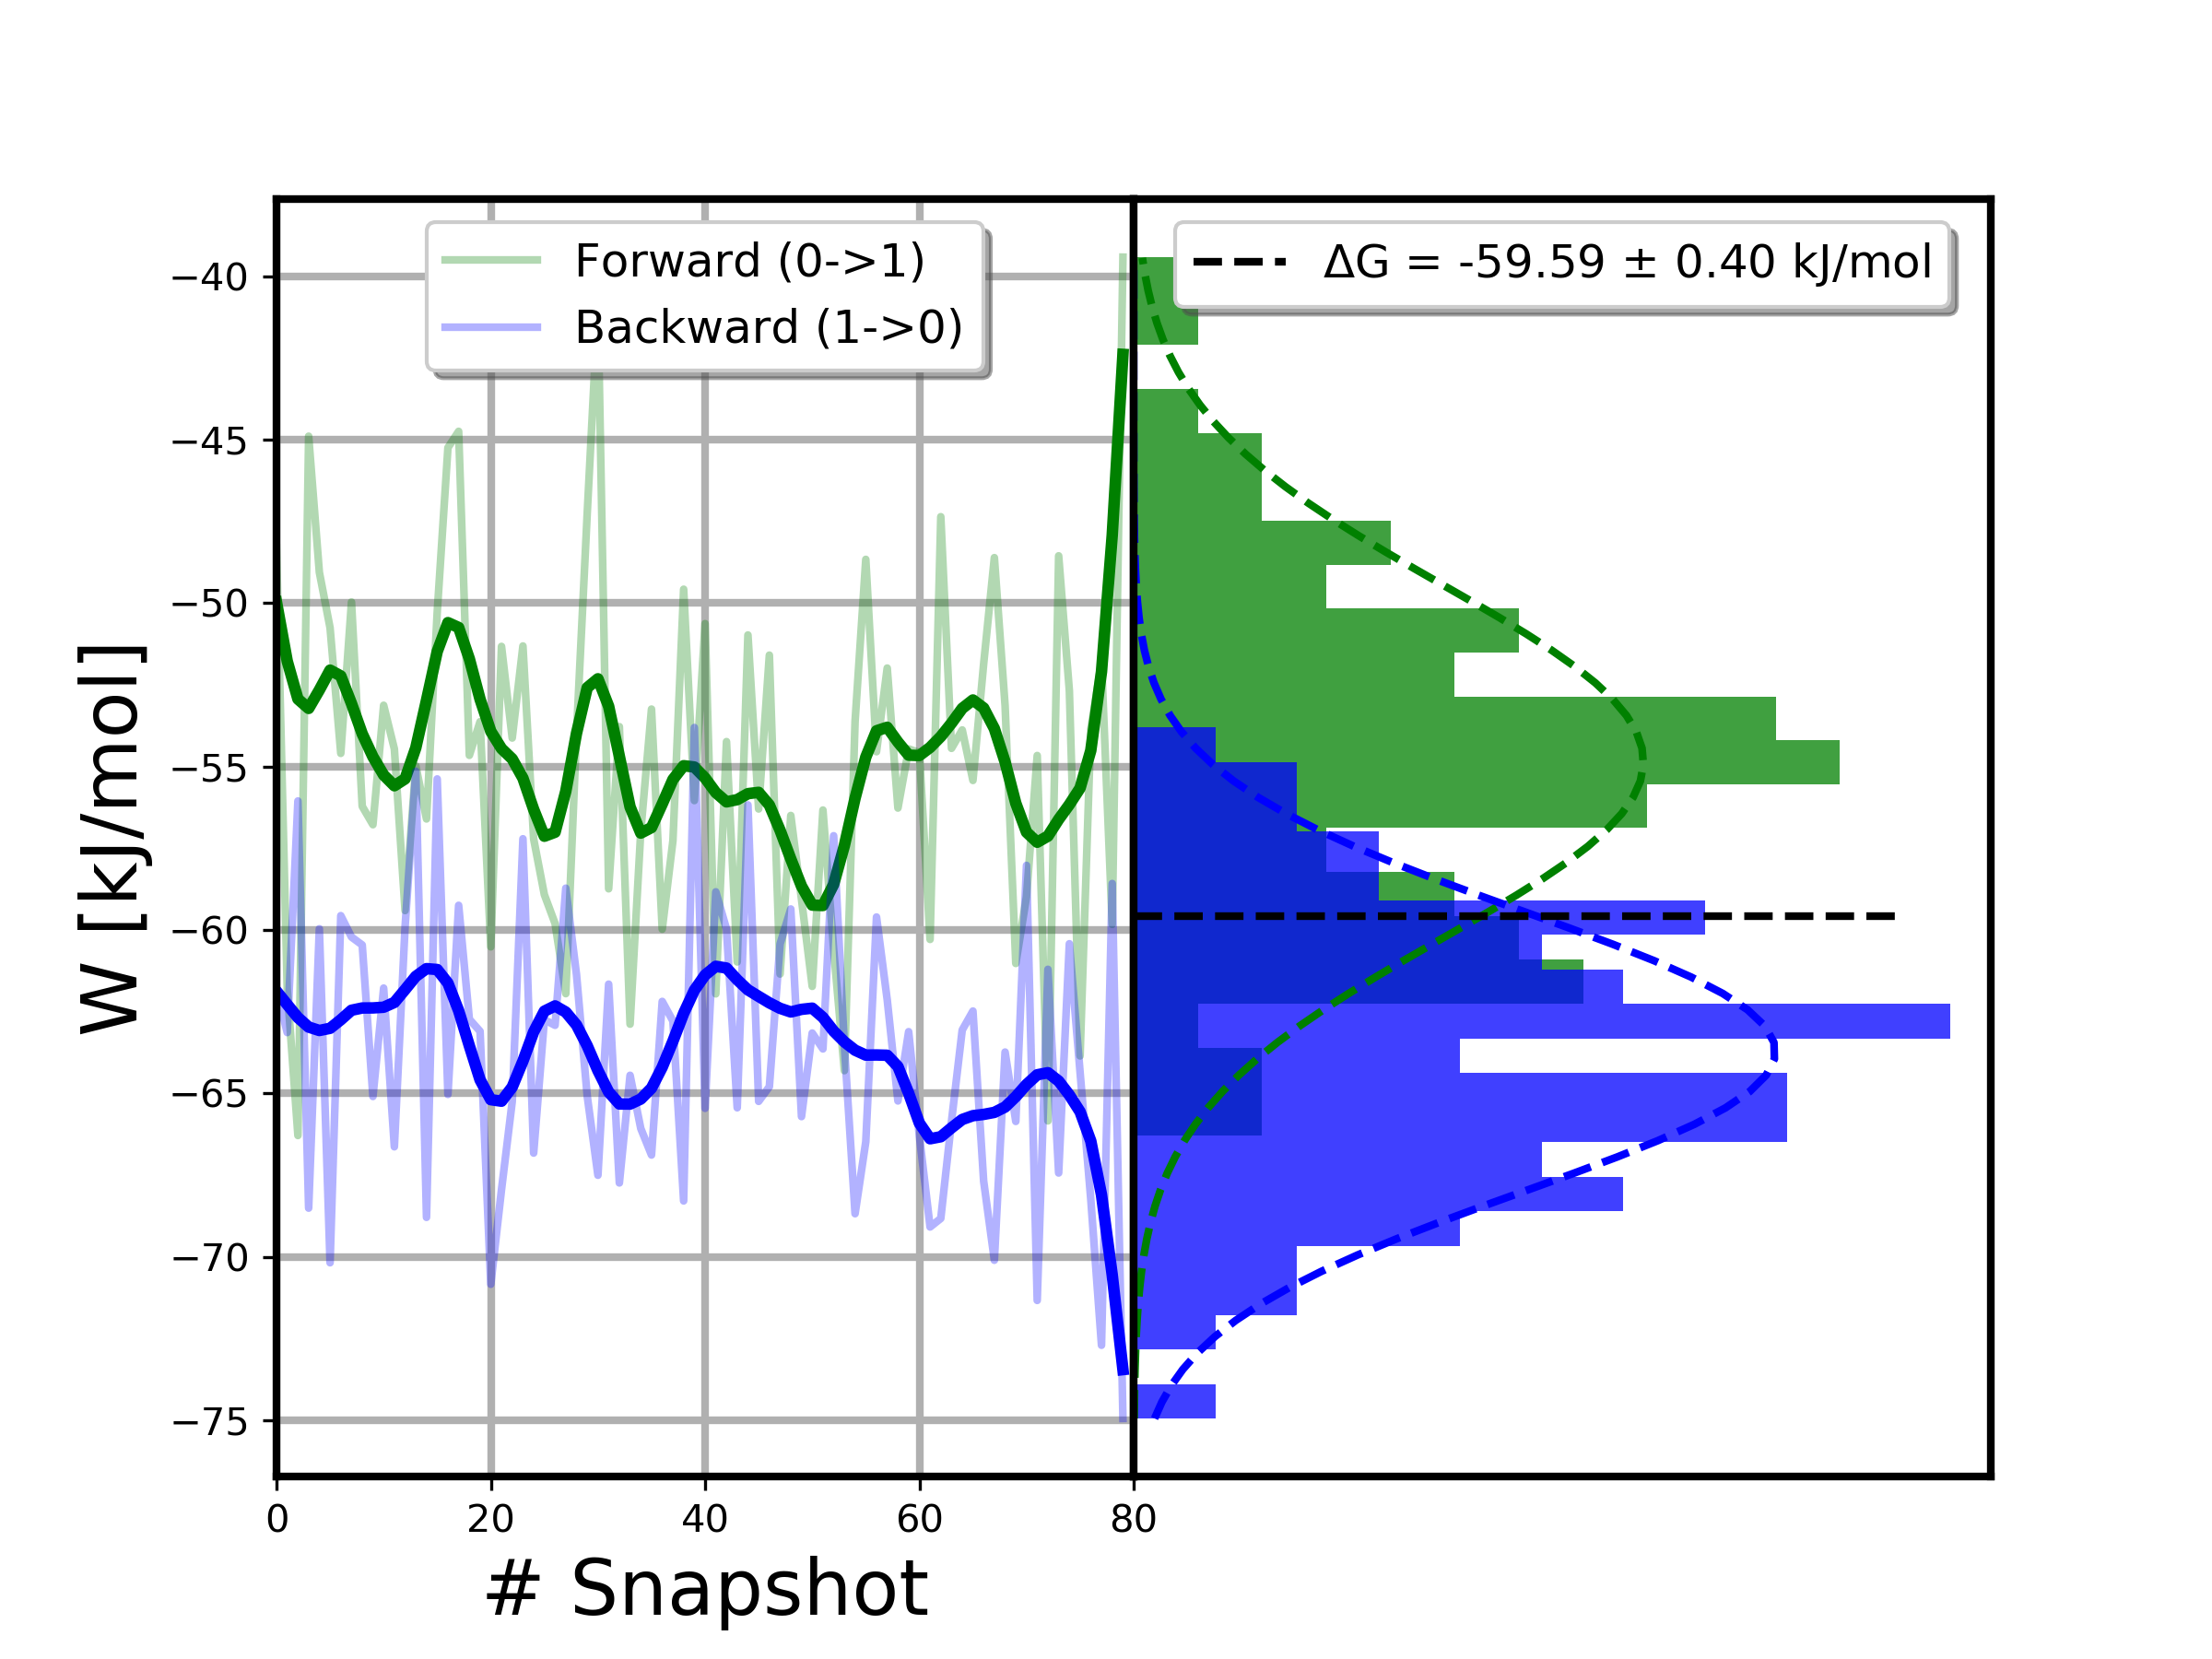 Forward (0->1)
Backward (1->0)
ΔG = -59.59 ± 0.40 kJ/mol
−40
−45
−50
−55
−60
−65
−70
−75
W [kJ/mol]
0 20 40 60 80
# Snapshot